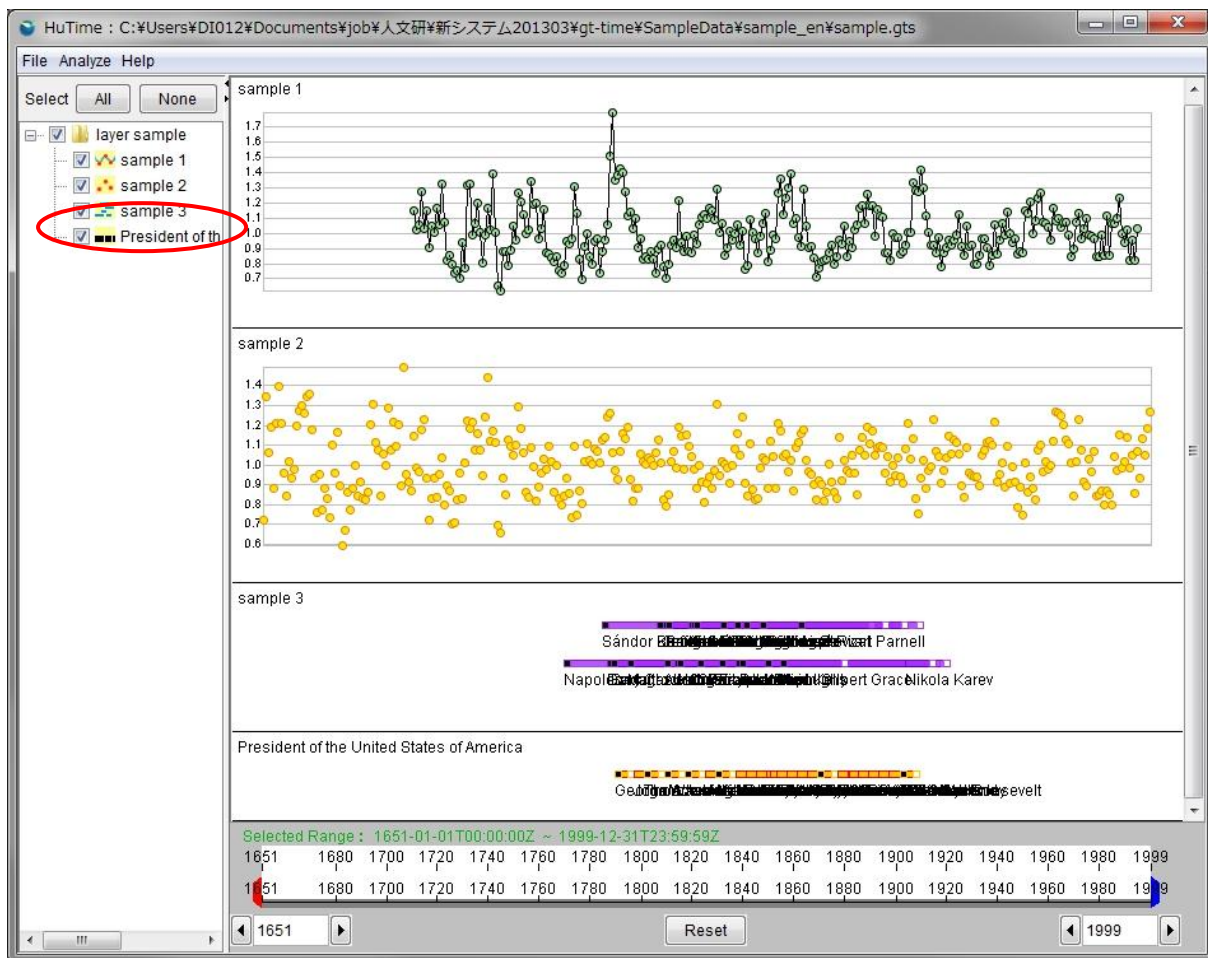 HuTime : C:¥Users¥DI012¥Documents¥job¥人文研¥新システム201303¥gt-time¥SampleData¥sample_en¥sample.gts
File Analyze Help
Select All None
layer sample
sample 1
sample 2
sample 3
President of th
sample 1
1.7
1.6
1.5
1.4
1.3
1.2
1.1
1.0
0.9
0.8
0.7
sample 2
1.4
1.3
1.2
1.1
1.0
0.9
0.8
0.7
0.6
sample 3
Sándor Parnell
Grace Nikola Karev
President of the United States of America
Selected Range : 1651-01-01T00:00:00Z ~ 1999-12-31T23:59:59Z
1651 1680 1700 1720 1740 1760 1780 1800 1820 1840 1860 1880 1900 1920 1940 1960 1980 1999
1651 1680 1700 1720 1740 1760 1780 1800 1820 1840 1860 1880 1900 1920 1940 1960 1980 1999
1651 Reset 1999